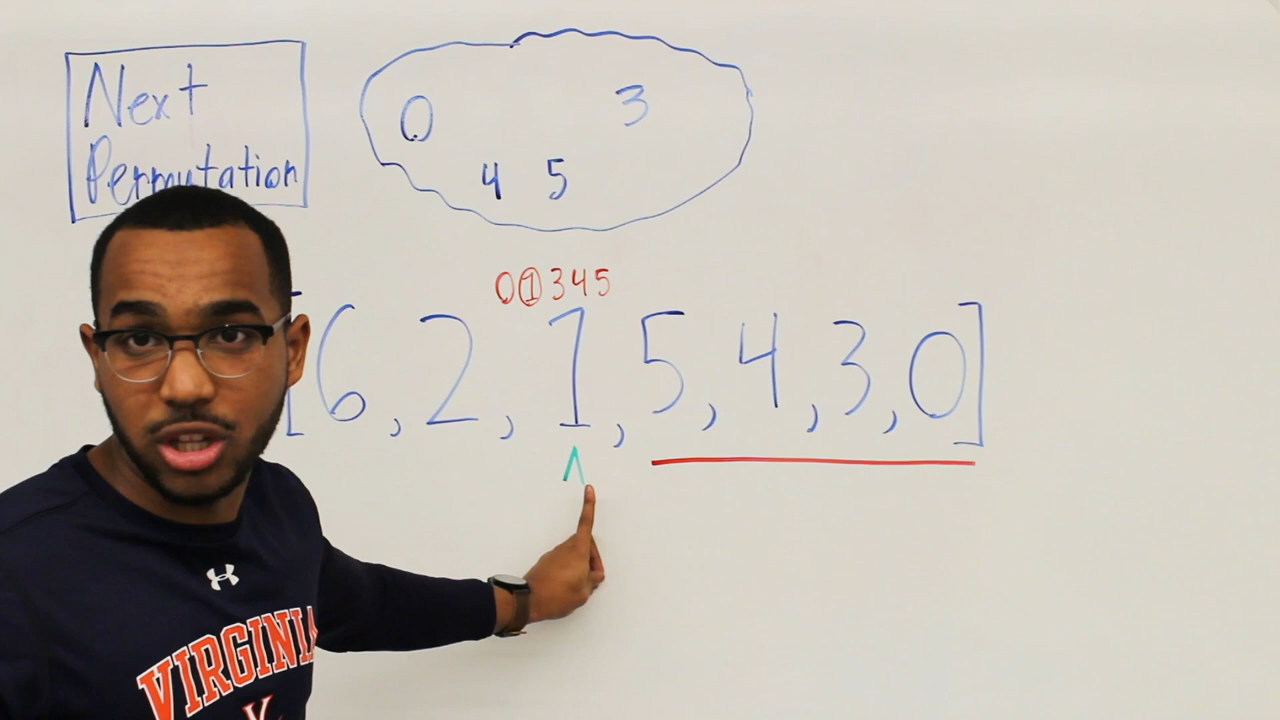 Next
Permutation
0 3
4 5
0 1 3 4 5
[6, 2, 1, 5, 4, 3, 0]
^
VIRGINIA
V